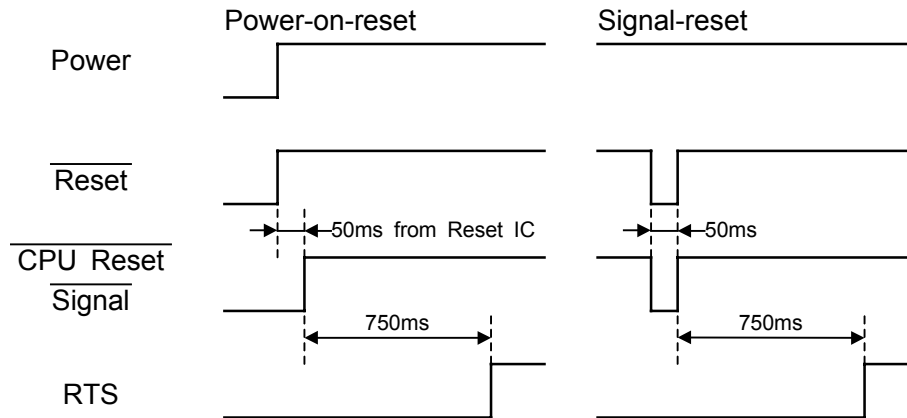 Power-on-reset Signal-reset
Power
Reset
50ms from Reset IC 50ms
CPU Reset
Signal
750ms 750ms
RTS